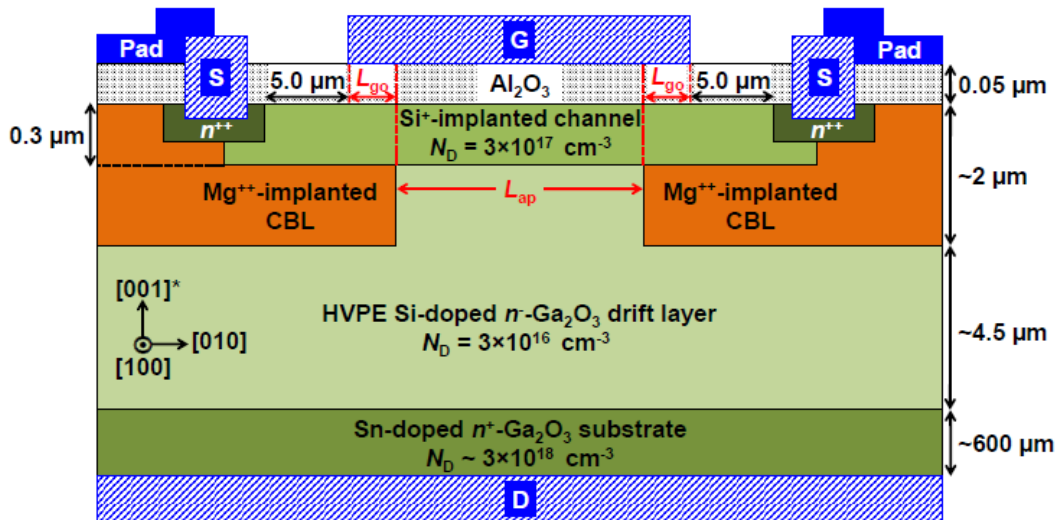 Pad
G
Pad
S
5.0 µm
Lgo
Al2O3
Lgo
5.0 µm
S
0.05 µm
0.3 µm
n++
Si+-implanted channel
ND = 3×10^17 cm^-3
n++
Mg++-implanted
CBL
Lap
Mg++-implanted
CBL
~2 µm
[001]*
[010]
[100]
HVPE Si-doped n--Ga2O3 drift layer
ND = 3×10^16 cm^-3
~4.5 µm
Sn-doped n+-Ga2O3 substrate
ND ~ 3×10^18 cm^-3
~600 µm
D